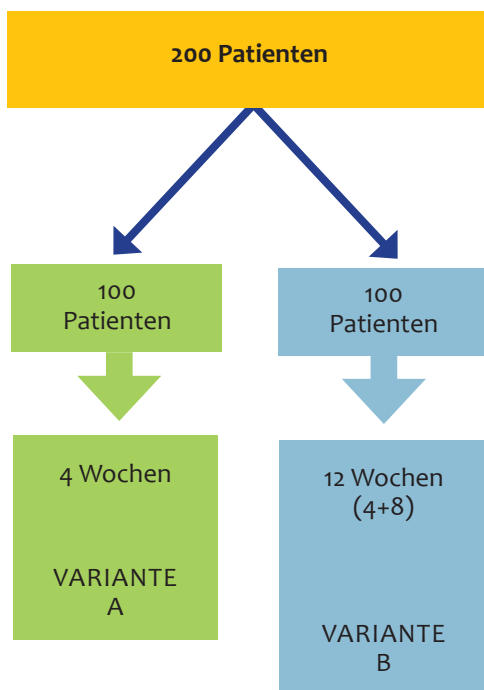 200 Patienten
100
Patienten
100
Patienten
4 Wochen
VARIANTE
A
12 Wochen
(4+8)
VARIANTE
B